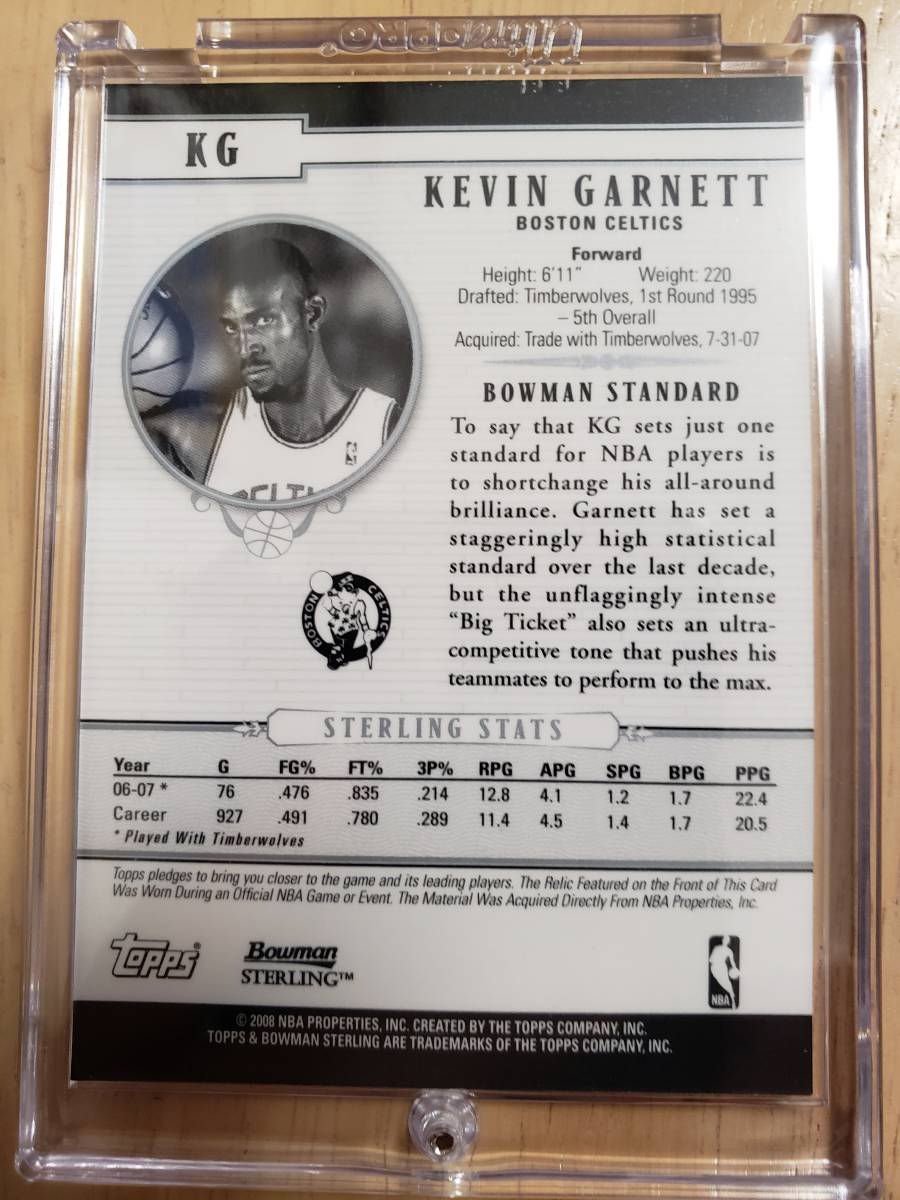 Ultra·PRO
KG
KEVIN GARNETT
BOSTON CELTICS
Forward
Height: 6'11" Weight: 220
Drafted: Timberwolves, 1st Round 1995
– 5th Overall
Acquired: Trade with Timberwolves, 7-31-07
BOWMAN STANDARD
To say that KG sets just one
standard for NBA players is
to shortchange his all-around
brilliance. Garnett has set a
staggeringly high statistical
standard over the last decade,
but the unflaggingly intense
“Big Ticket” also sets an ultra-
competitive tone that pushes his
teammates to perform to the max.
CELTI
BOSTON CELTICS
STERLING STATS
Year G FG% FT% 3P% RPG APG SPG BPG PPG
06-07 * 76 .476 .835 .214 12.8 4.1 1.2 1.7 22.4
Career 927 .491 .780 .289 11.4 4.5 1.4 1.7 20.5
* Played With Timberwolves
Topps pledges to bring you closer to the game and its leading players. The Relic Featured on the Front of This Card
Was Worn During an Official NBA Game or Event. The Material Was Acquired Directly From NBA Properties, Inc.
Topps®
Bowman
STERLING™
NBA
© 2008 NBA PROPERTIES, INC. CREATED BY THE TOPPS COMPANY, INC.
TOPPS & BOWMAN STERLING ARE TRADEMARKS OF THE TOPPS COMPANY, INC.